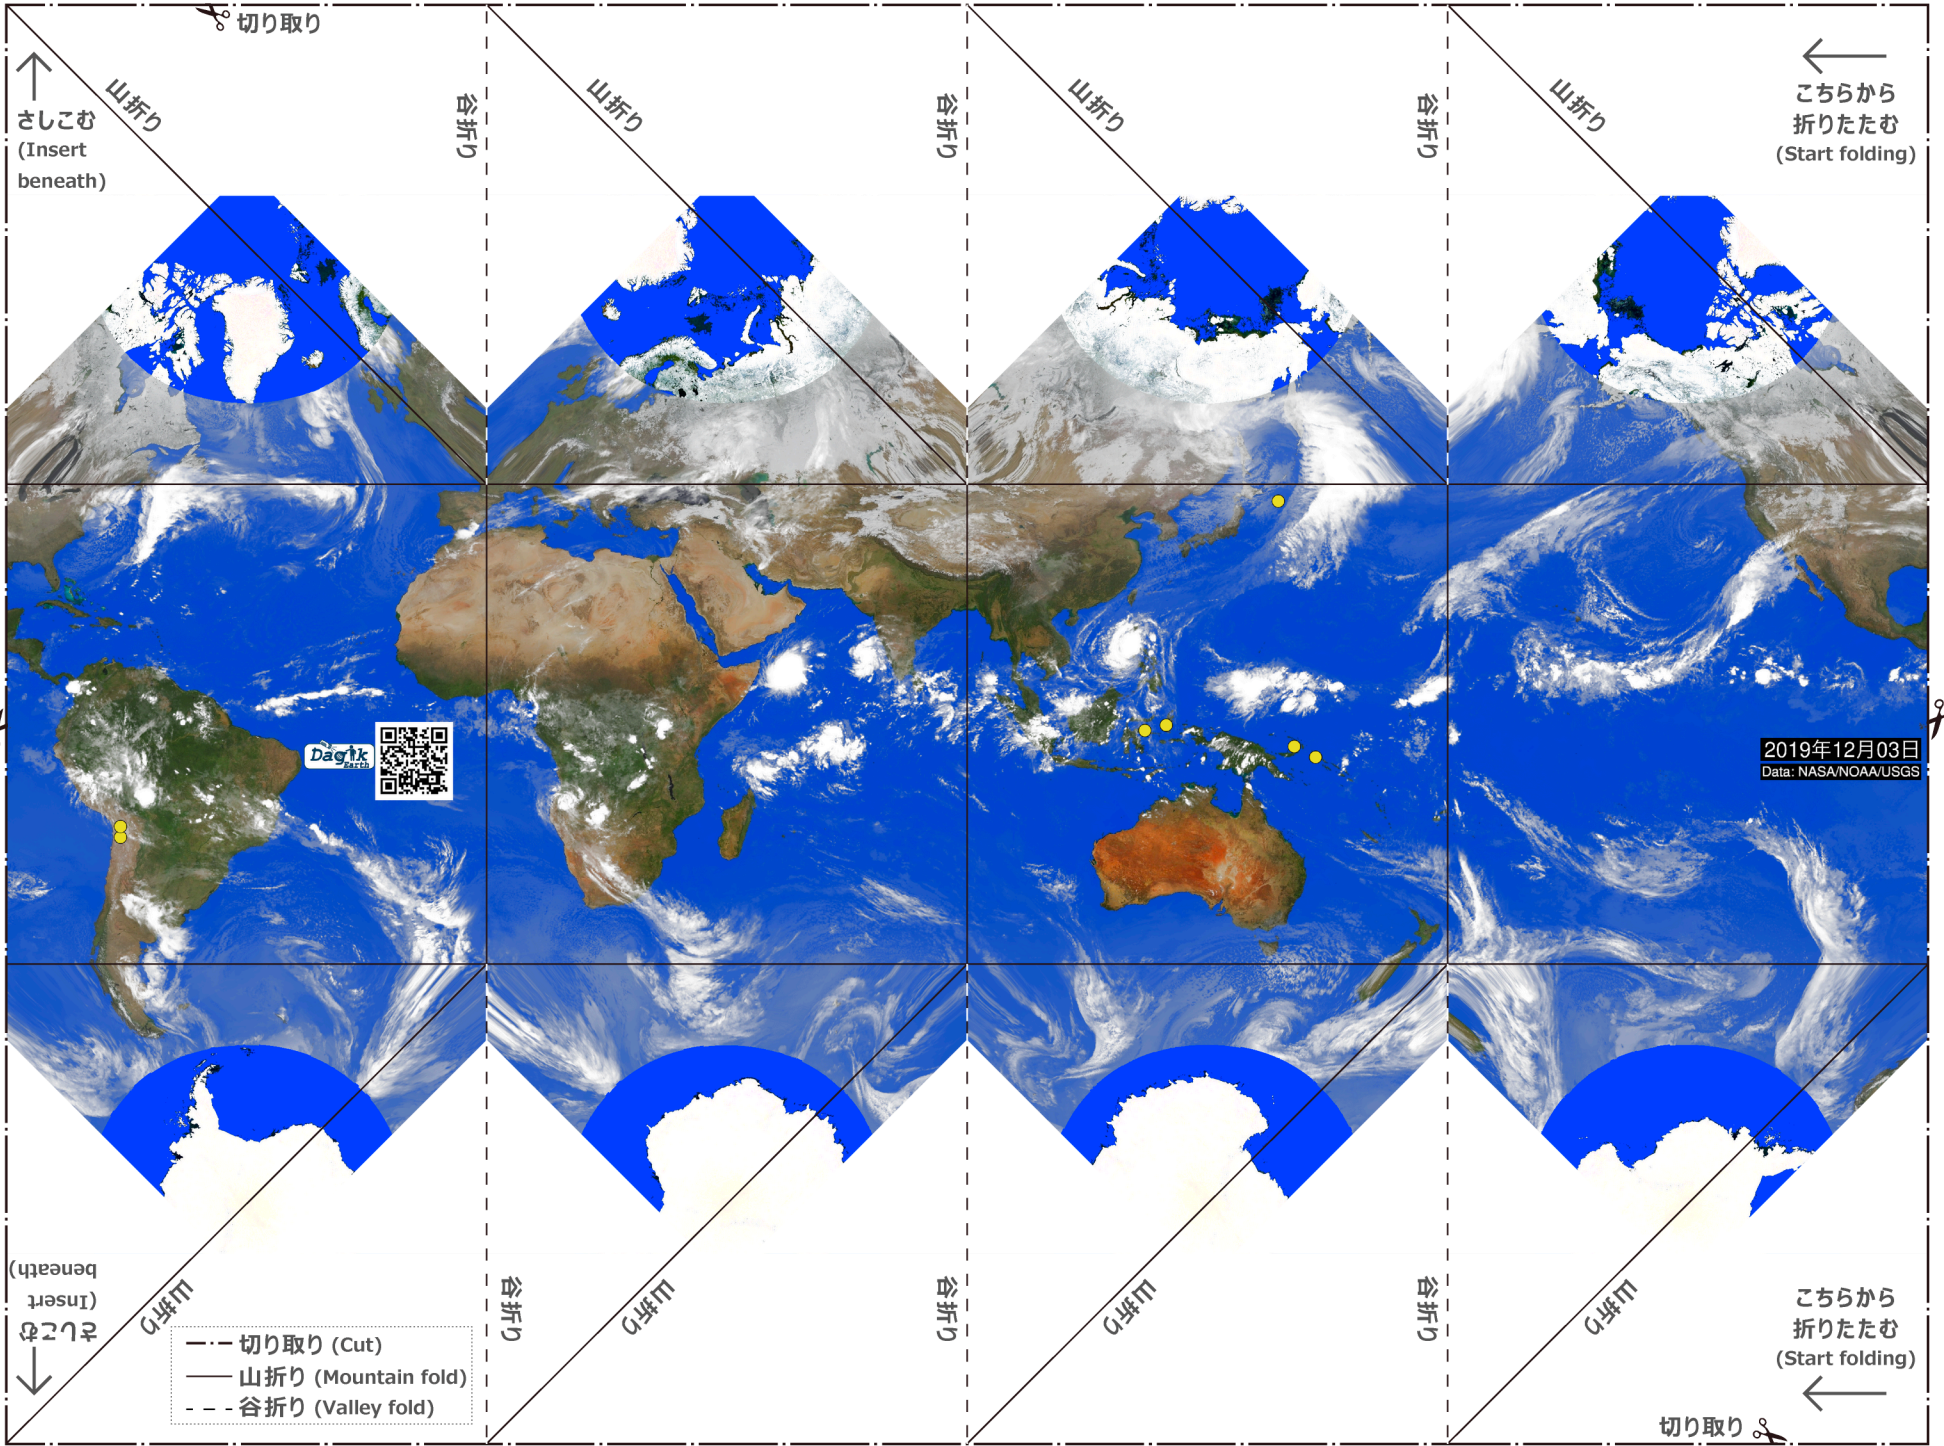 切り取り
山折り
谷折り
山折り
谷折り
山折り
谷折り
山折り
さしこむ
(Insert
beneath)
こちらから
折りたたむ
(Start folding)
Dagik
Earth
2019年12月03日
Data: NASA/NOAA/USGS
さしこむ
(Insert
beneath)
山折り
谷折り
山折り
谷折り
山折り
谷折り
山折り
こちらから
折りたたむ
(Start folding)
切り取り (Cut)
山折り (Mountain fold)
谷折り (Valley fold)
切り取り